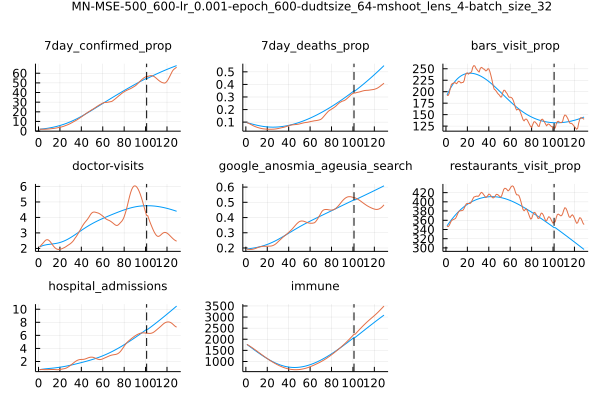 MN-MSE-500_600-lr_0.001-epoch_600-dudtsize_64-mshoot_lens_4-batch_size_32
7day_confirmed_prop 7day_deaths_prop bars_visit_prop
60 50 40 30 20 10 0
0 20 40 60 80 100 120
0.5 0.4 0.3 0.2 0.1
0 20 40 60 80 100 120
250 225 200 175 150 125
0 20 40 60 80 100 120
doctor-visits google_anosmia_ageusia_search restaurants_visit_prop
6 5 4 3 2
0 20 40 60 80 100 120
0.6 0.5 0.4 0.3 0.2
0 20 40 60 80 100 120
420 400 380 360 340 320 300
0 20 40 60 80 100 120
hospital_admissions immune
10 8 6 4 2
0 20 40 60 80 100 120
3500 3000 2500 2000 1500 1000
0 20 40 60 80 100 120